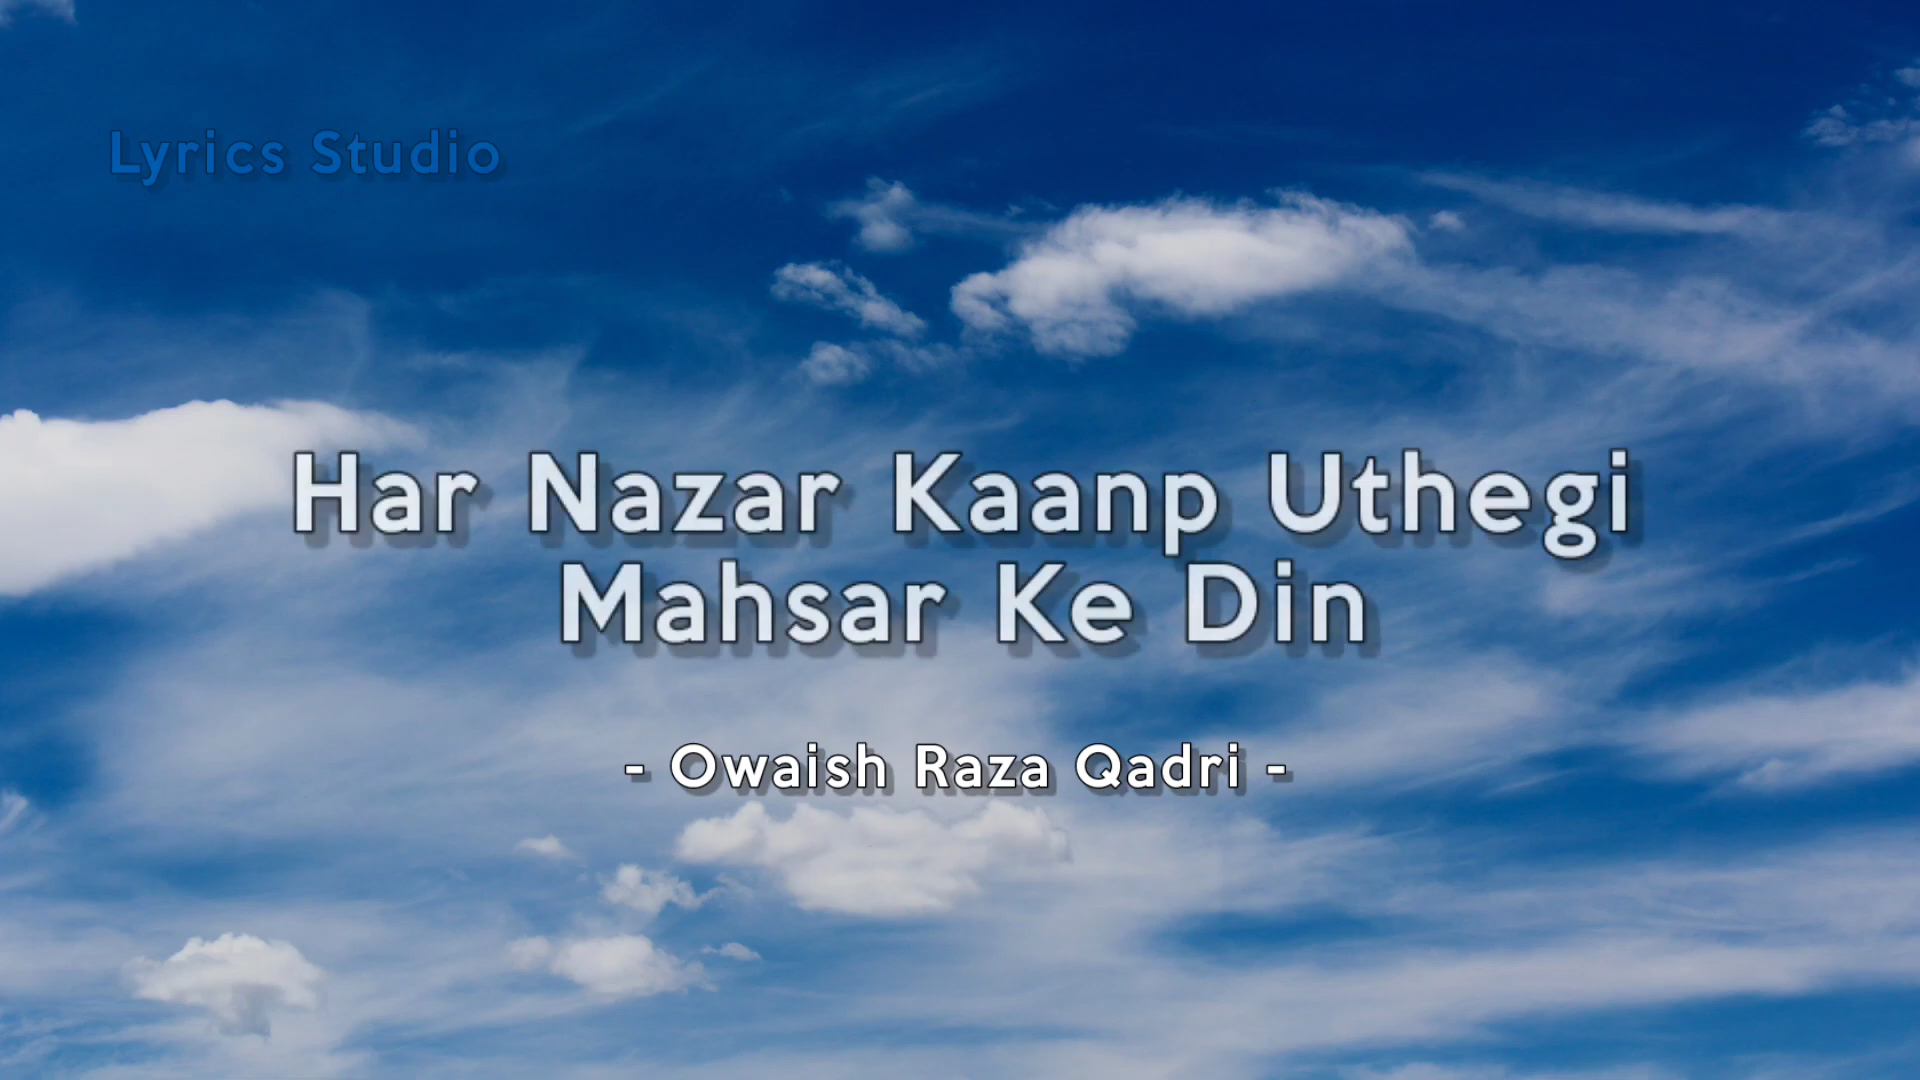 Lyrics Studio
Har Nazar Kaanp Uthegi
Mahsar Ke Din
- Owaish Raza Qadri -